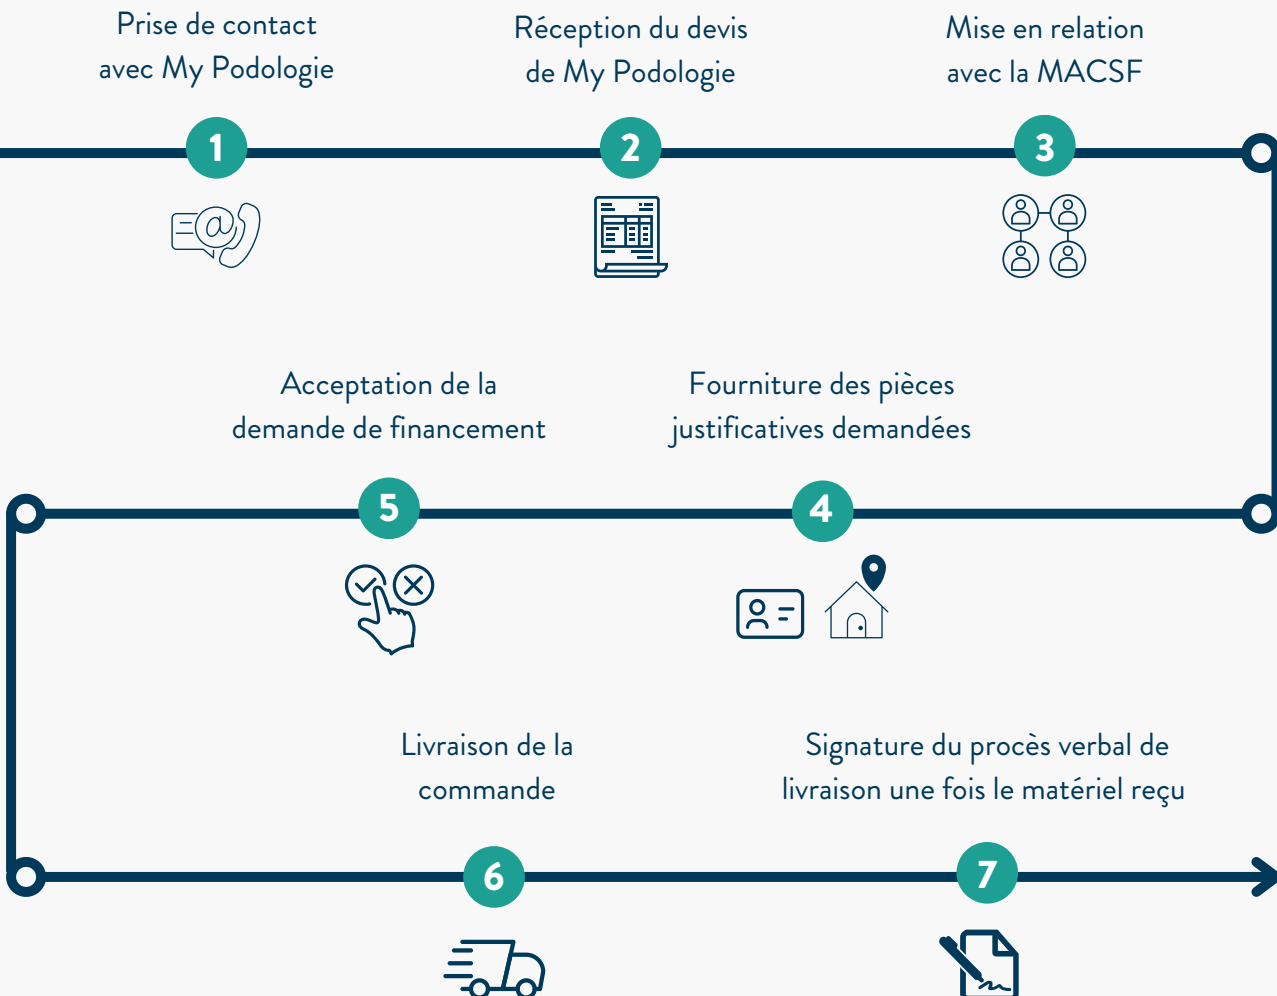 Prise de contact
avec My Podologie
1
Réception du devis
de My Podologie
2
Mise en relation
avec la MACSF
3
Fourniture des pièces
justificatives demandées
4
Acceptation de la
demande de financement
5
Livraison de la
commande
6
Signature du procès verbal de
livraison une fois le matériel reçu
7